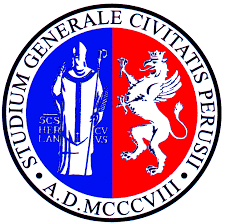 STUDIUM GENERALE CIVITATIS PERUSII
· A.D. MCCCVIII ·
SCS
HER CV
LAN VS